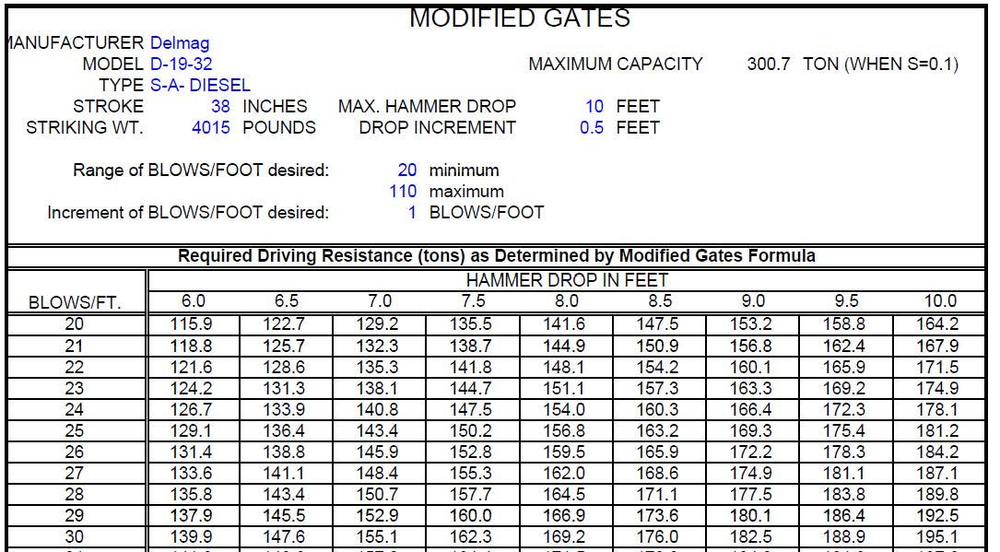 MODIFIED GATES
MANUFACTURER Delmag
MODEL D-19-32 MAXIMUM CAPACITY 300.7 TON (WHEN S=0.1)
TYPE S-A- DIESEL
STROKE 38 INCHES MAX. HAMMER DROP 10 FEET
STRIKING WT. 4015 POUNDS DROP INCREMENT 0.5 FEET
Range of BLOWS/FOOT desired: 20 minimum
110 maximum
Increment of BLOWS/FOOT desired: 1 BLOWS/FOOT
Required Driving Resistance (tons) as Determined by Modified Gates Formula
HAMMER DROP IN FEET
BLOWS/FT. 6.0 6.5 7.0 7.5 8.0 8.5 9.0 9.5 10.0
20 115.9 122.7 129.2 135.5 141.6 147.5 153.2 158.8 164.2
21 118.8 125.7 132.3 138.7 144.9 150.9 156.8 162.4 167.9
22 121.6 128.6 135.3 141.8 148.1 154.2 160.1 165.9 171.5
23 124.2 131.3 138.1 144.7 151.1 157.3 163.3 169.2 174.9
24 126.7 133.9 140.8 147.5 154.0 160.3 166.4 172.3 178.1
25 129.1 136.4 143.4 150.2 156.8 163.2 169.3 175.4 181.2
26 131.4 138.8 145.9 152.8 159.5 165.9 172.2 178.3 184.2
27 133.6 141.1 148.4 155.3 162.0 168.6 174.9 181.1 187.1
28 135.8 143.4 150.7 157.7 164.5 171.1 177.5 183.8 189.8
29 137.9 145.5 152.9 160.0 166.9 173.6 180.1 186.4 192.5
30 139.9 147.6 155.1 162.3 169.2 176.0 182.5 188.9 195.1